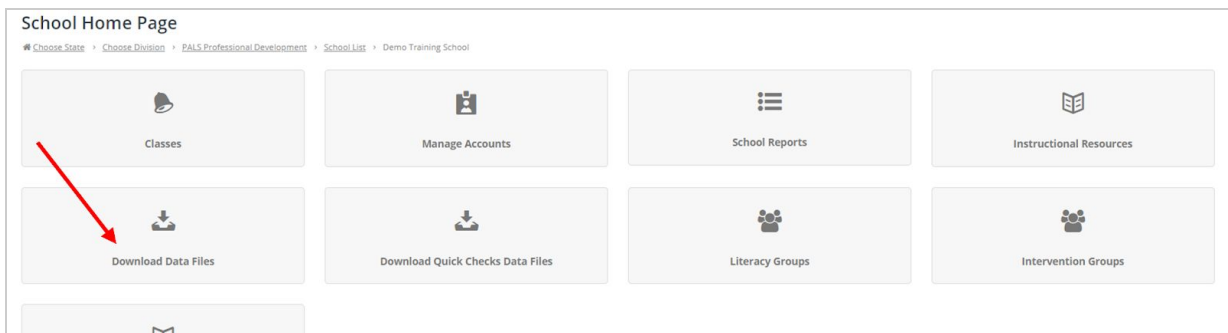 School Home Page
Choose State › Choose Division › PALS Professional Development › School List › Demo Training School
Classes
Manage Accounts
School Reports
Instructional Resources
Download Data Files
Download Quick Checks Data Files
Literacy Groups
Intervention Groups